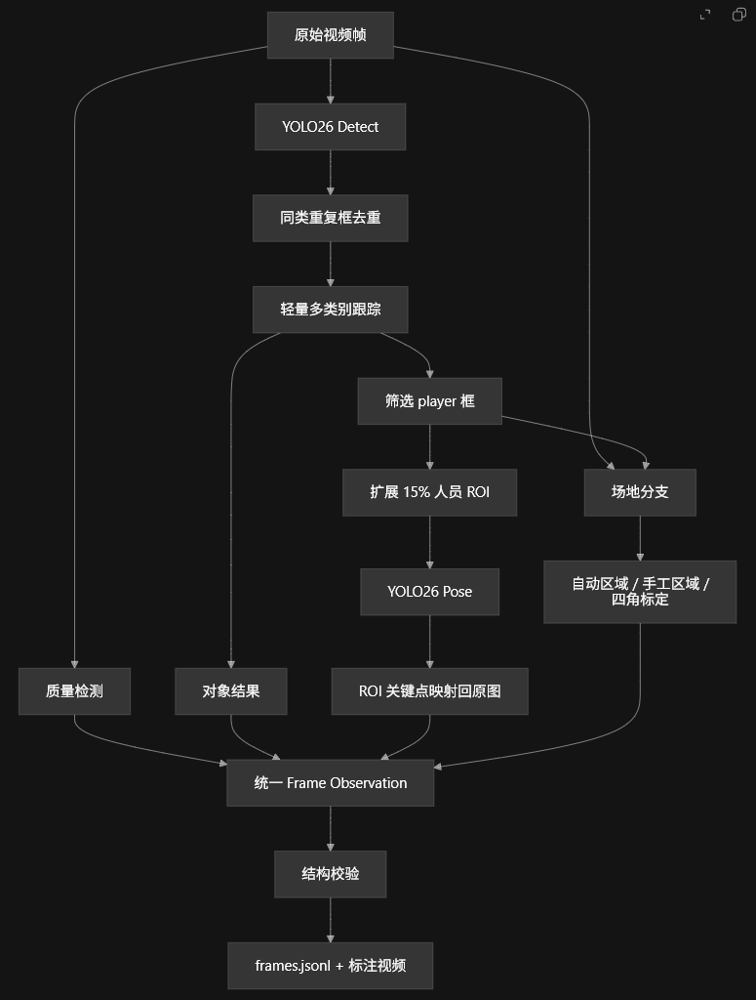 原始视频帧
YOLO26 Detect
同类重复框去重
轻量多类别跟踪
筛选 player 框
扩展 15% 人员 ROI
场地分支
YOLO26 Pose
自动区域 / 手工区域 /
四角标定
质量检测
对象结果
ROI 关键点映射回原图
统一 Frame Observation
结构校验
frames.jsonl + 标注视频